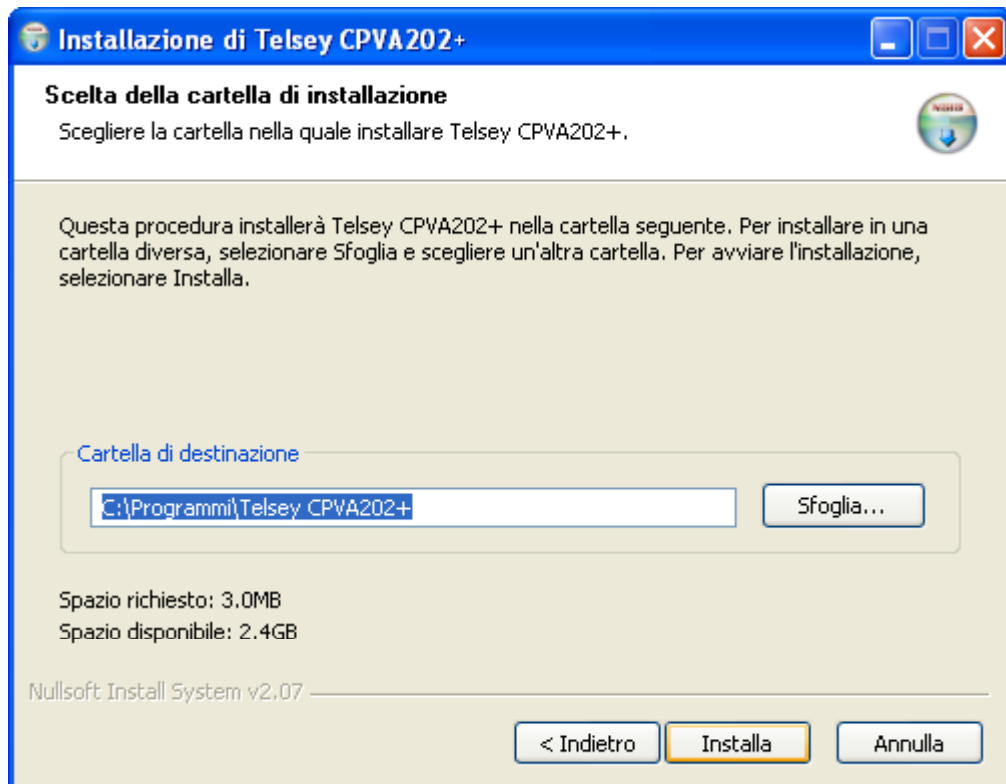 Installazione di Telsey CPVA202+
Scelta della cartella di installazione
Scegliere la cartella nella quale installare Telsey CPVA202+.
Questa procedura installerà Telsey CPVA202+ nella cartella seguente. Per installare in una
cartella diversa, selezionare Sfoglia e scegliere un'altra cartella. Per avviare l'installazione,
selezionare Installa.
Cartella di destinazione
C:\Programmi\Telsey CPVA202+
Sfoglia...
Spazio richiesto: 3.0MB
Spazio disponibile: 2.4GB
Nullsoft Install System v2.07
< Indietro
Installa
Annulla